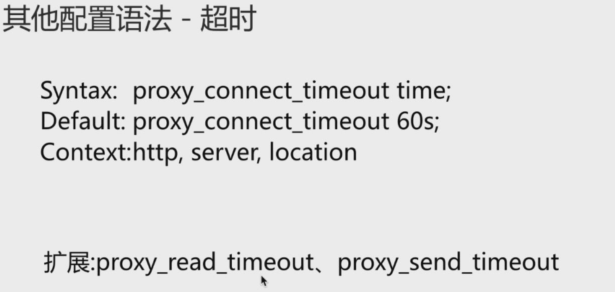 其他配置语法 - 超时
Syntax: proxy_connect_timeout time;
Default: proxy_connect_timeout 60s;
Context:http, server, location
扩展:proxy_read_timeout、proxy_send_timeout